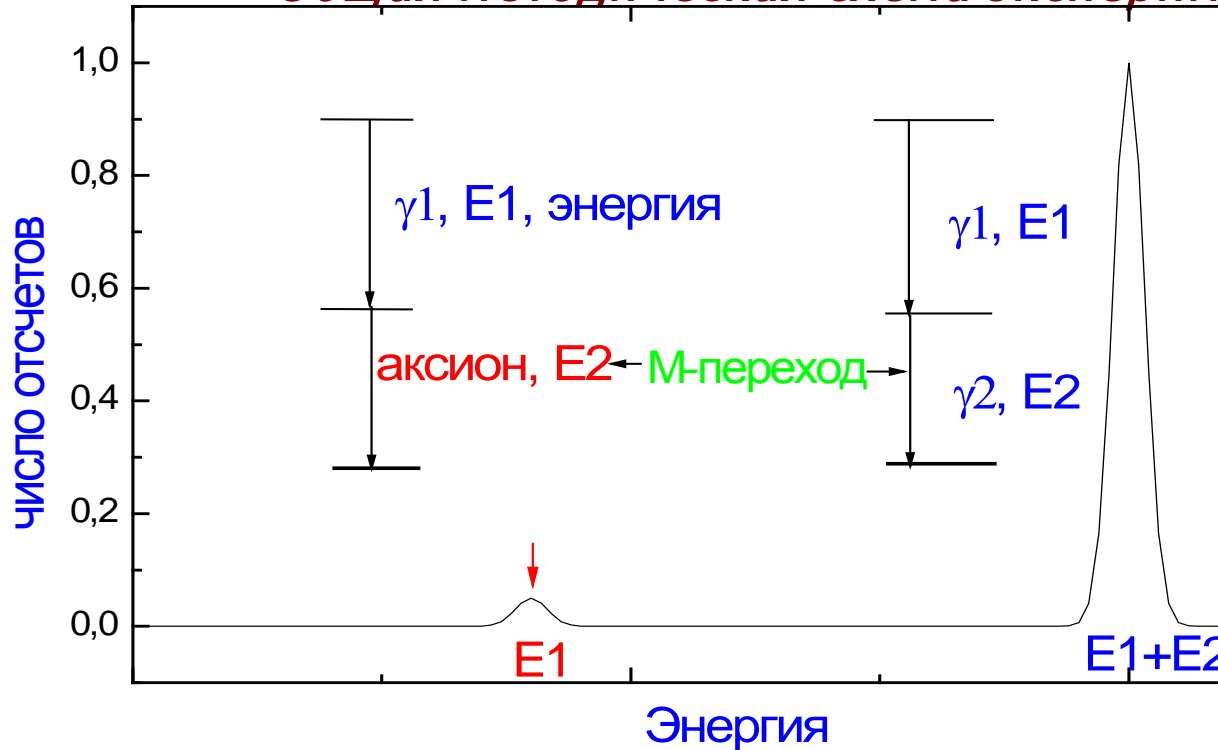 1,0
0,8
0,6
0,4
0,2
0,0
число отсчетов
γ1, E1, энергия
аксион, E2
М-переход
γ1, E1
γ2, E2
E1
E1+E2
Энергия